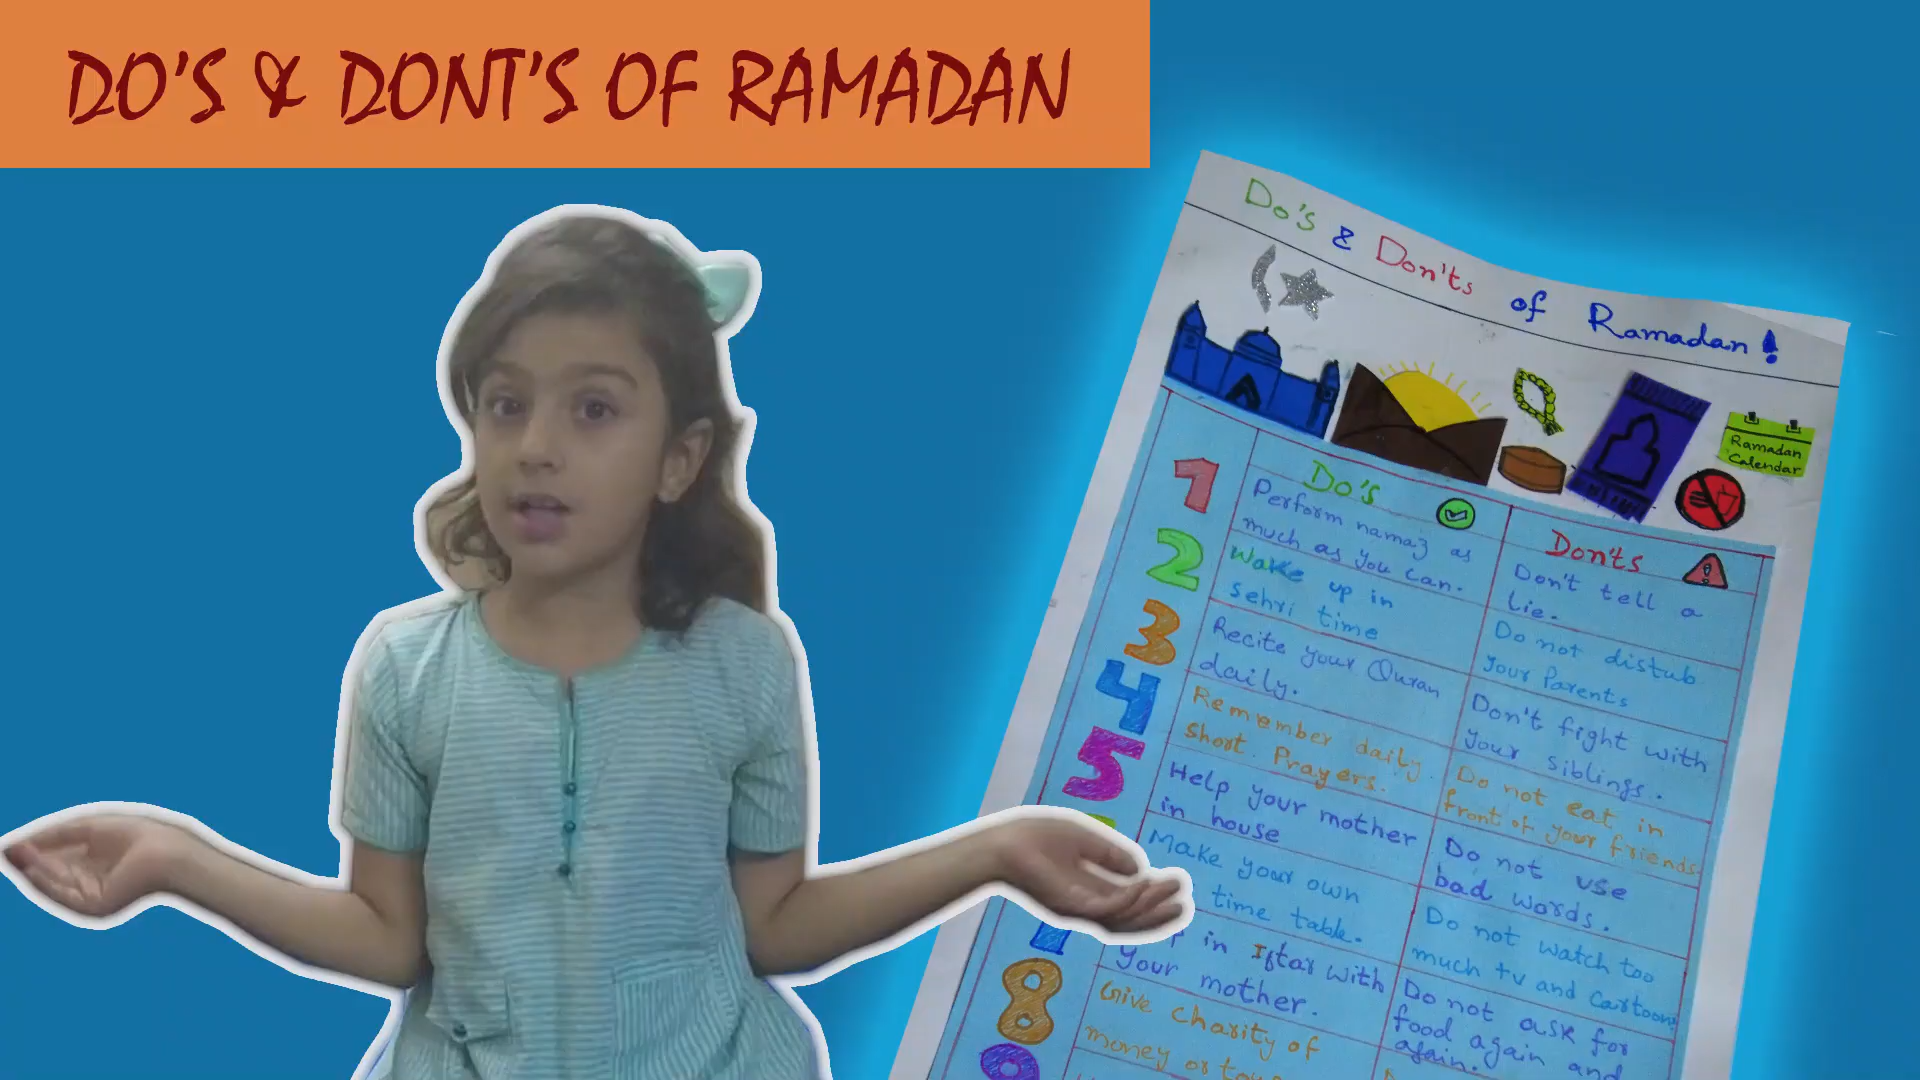 DO'S & DONT'S OF RAMADAN
Do's & Don'ts of Ramadan!
Ramadan
Calendar
Do's
Don'ts
1
Perform namaz as
much as you can.
Don't tell a
lie.
2
Wake up in
sehri time
Do not distub
your Parents
3
Recite your Quran
daily.
Don't fight with
your siblings.
4
Remember daily
short Prayers.
Do not eat in
front of your friends
5
Help your mother
in house
Do not use
bad words.
Make your own
time table.
Do not watch too
much tv and cartoons
in Iftar with
your mother.
Do not ask for
food again and
again.
8
Give charity of
money or toys
9